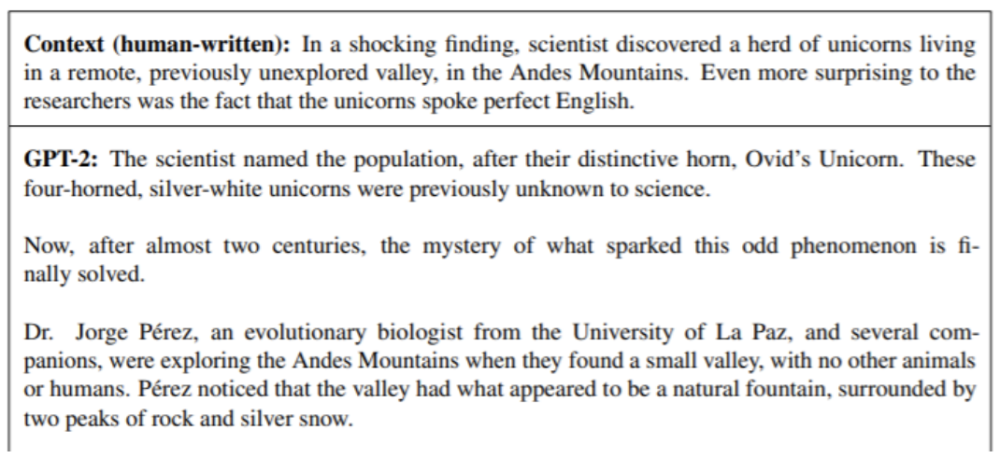 Context (human-written): In a shocking finding, scientist discovered a herd of unicorns living
in a remote, previously unexplored valley, in the Andes Mountains. Even more surprising to the
researchers was the fact that the unicorns spoke perfect English.
GPT-2: The scientist named the population, after their distinctive horn, Ovid's Unicorn. These
four-horned, silver-white unicorns were previously unknown to science.
Now, after almost two centuries, the mystery of what sparked this odd phenomenon is fi-
nally solved.
Dr. Jorge Pérez, an evolutionary biologist from the University of La Paz, and several com-
panions, were exploring the Andes Mountains when they found a small valley, with no other animals
or humans. Pérez noticed that the valley had what appeared to be a natural fountain, surrounded by
two peaks of rock and silver snow.